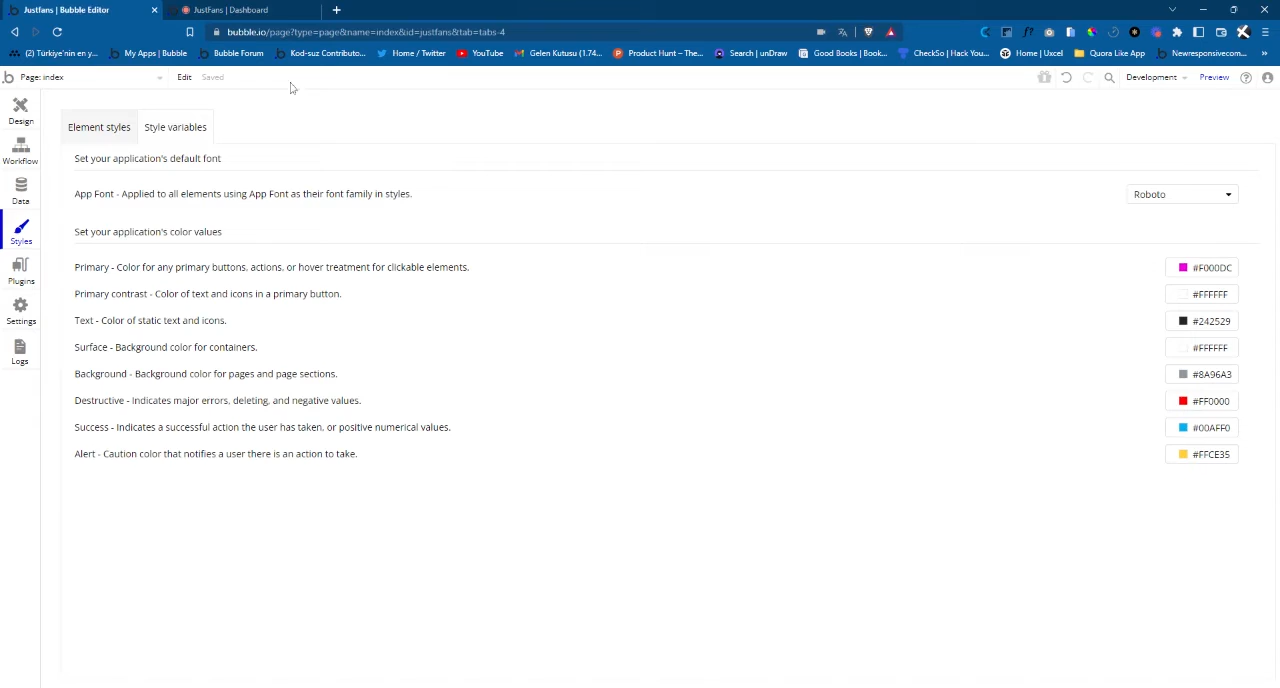 JustFans | Bubble Editor
JustFans | Dashboard
bubble.io/page?type=page&name=index&id=justfans&tab=tabs-4
(2) Türkiye'nin en y...
My Apps | Bubble
Bubble Forum
Kod-suz Contributo...
Home / Twitter
YouTube
Gelen Kutusu (1.74...
Product Hunt – The...
Search | unDraw
Good Books | Book...
CheckSo | Hack You...
Home | Uxcel
Quora Like App
Newresponsivecom...
Page: index
Edit
Saved
Development
Preview
Design
Workflow
Data
Styles
Plugins
Settings
Logs
Element styles
Style variables
Set your application's default font
App Font - Applied to all elements using App Font as their font family in styles.
Roboto
Set your application's color values
Primary - Color for any primary buttons, actions, or hover treatment for clickable elements.
#F000DC
Primary contrast - Color of text and icons in a primary button.
#FFFFFF
Text - Color of static text and icons.
#242529
Surface - Background color for containers.
#FFFFFF
Background - Background color for pages and page sections.
#8A96A3
Destructive - Indicates major errors, deleting, and negative values.
#FF0000
Success - Indicates a successful action the user has taken, or positive numerical values.
#00AFF0
Alert - Caution color that notifies a user there is an action to take.
#FFCE35